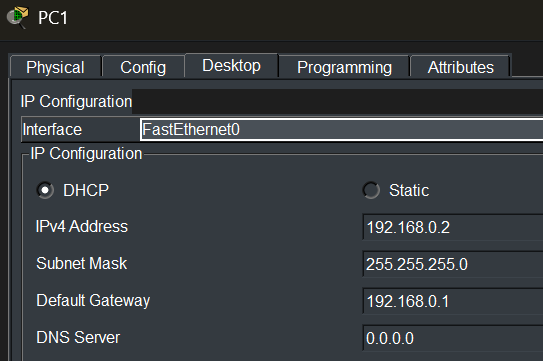 PC1
Physical Config Desktop Programming Attributes
IP Configuration
Interface FastEthernet0
IP Configuration
DHCP Static
IPv4 Address 192.168.0.2
Subnet Mask 255.255.255.0
Default Gateway 192.168.0.1
DNS Server 0.0.0.0